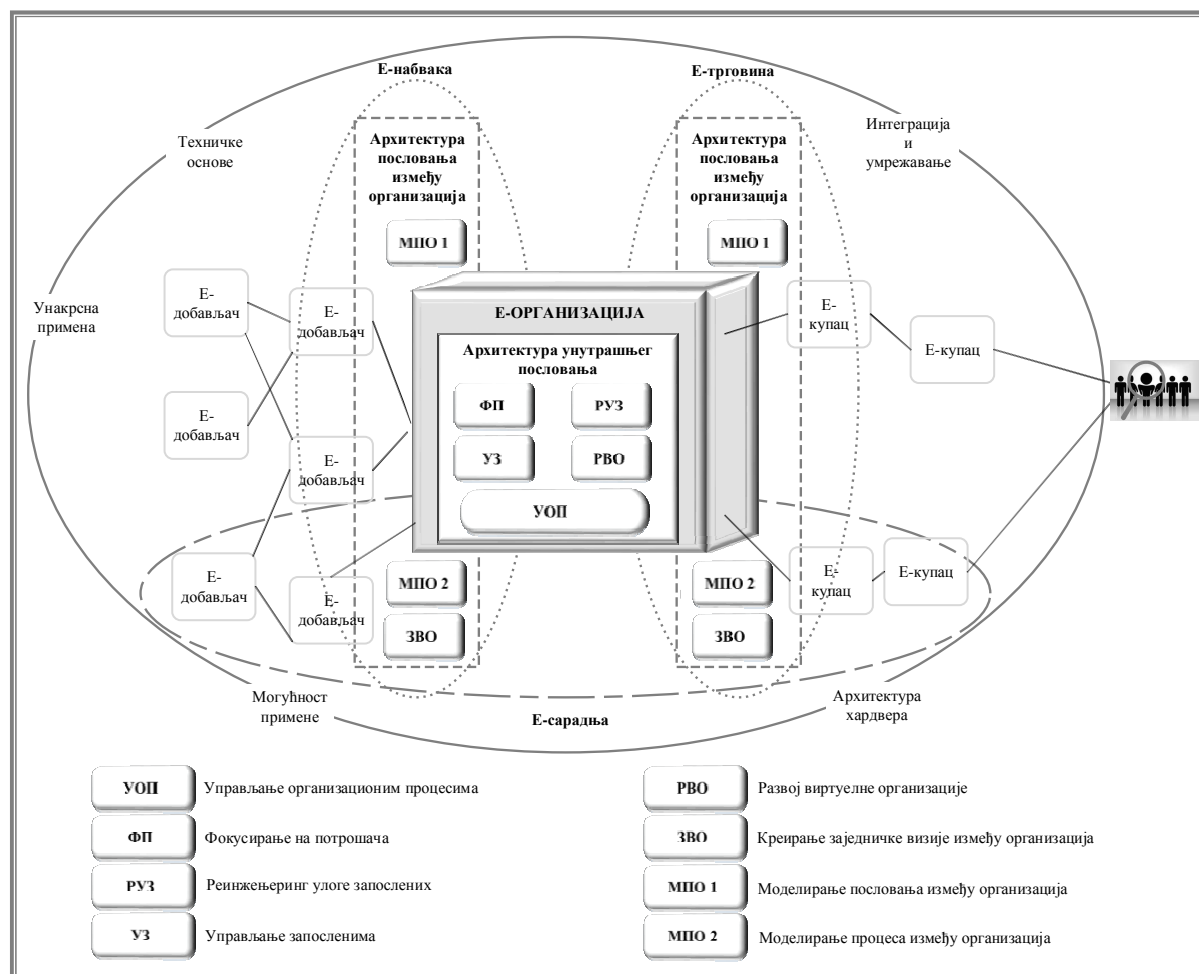 Е-набвака
Е-трговина
Техничке
основе
Архитектура
пословања
између
организација
Архитектура
пословања
између
организација
Интеграција
и
умрежавање
МПО 1
МПО 1
Унакрсна
примена
Е-
добављач
Е-
добављач
Е-
добављач
Е-
добављач
Е-
добављач
Е-
добављач
Е-ОРГАНИЗАЦИЈА
Архитектура унутрашњег
пословања
ФП
РУЗ
УЗ
РВО
УОП
Е-
купац
Е-купац
Е-
купац
Е-купац
МПО 2
ЗВО
МПО 2
ЗВО
Могућност
примене
Е-сарадња
Архитектура
хардвера
УОП Управљање организационим процесима
ФП Фокусирање на потрошача
РУЗ Реинжењеринг улоге запослених
УЗ Управљање запосленима
РВО Развој виртуелне организације
ЗВО Креирање заједничке визије између организација
МПО 1 Моделирање пословања између организација
МПО 2 Моделирање процеса између организација